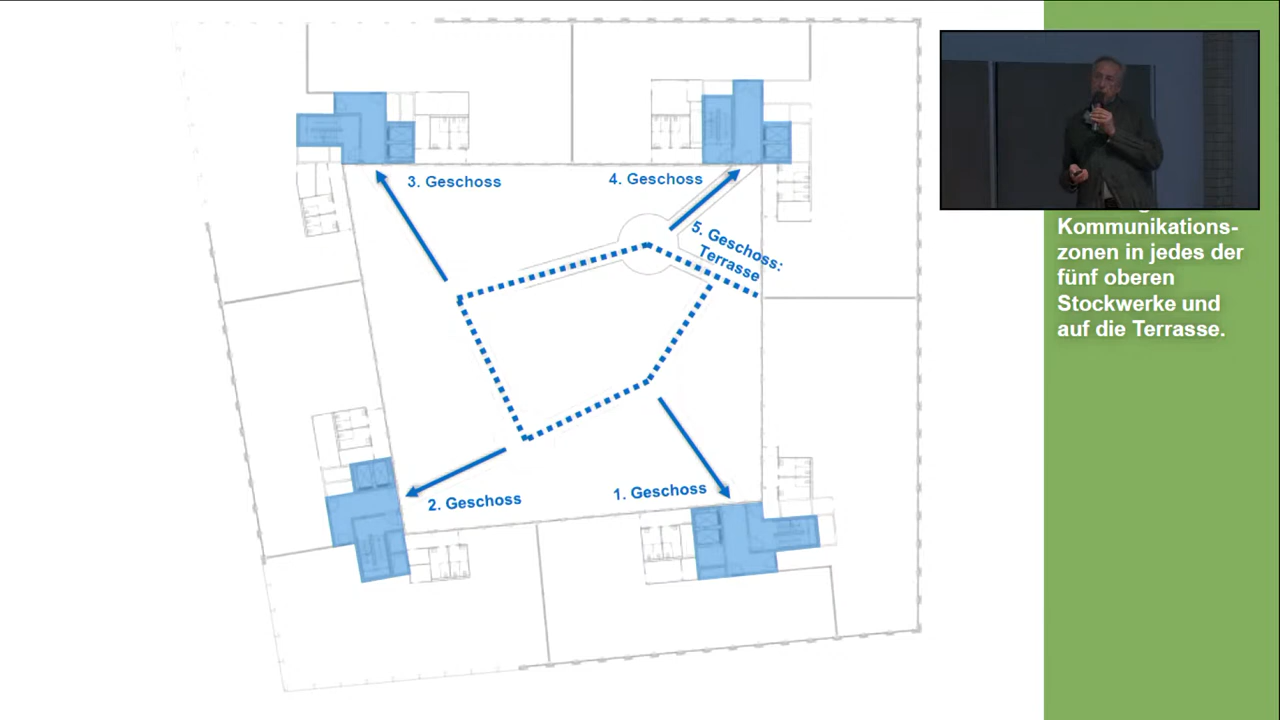 3. Geschoss
4. Geschoss
5. Geschoss:
Terrasse
2. Geschoss
1. Geschoss
Kommunikations-
zonen in jedes der
fünf oberen
Stockwerke und
auf die Terrasse.